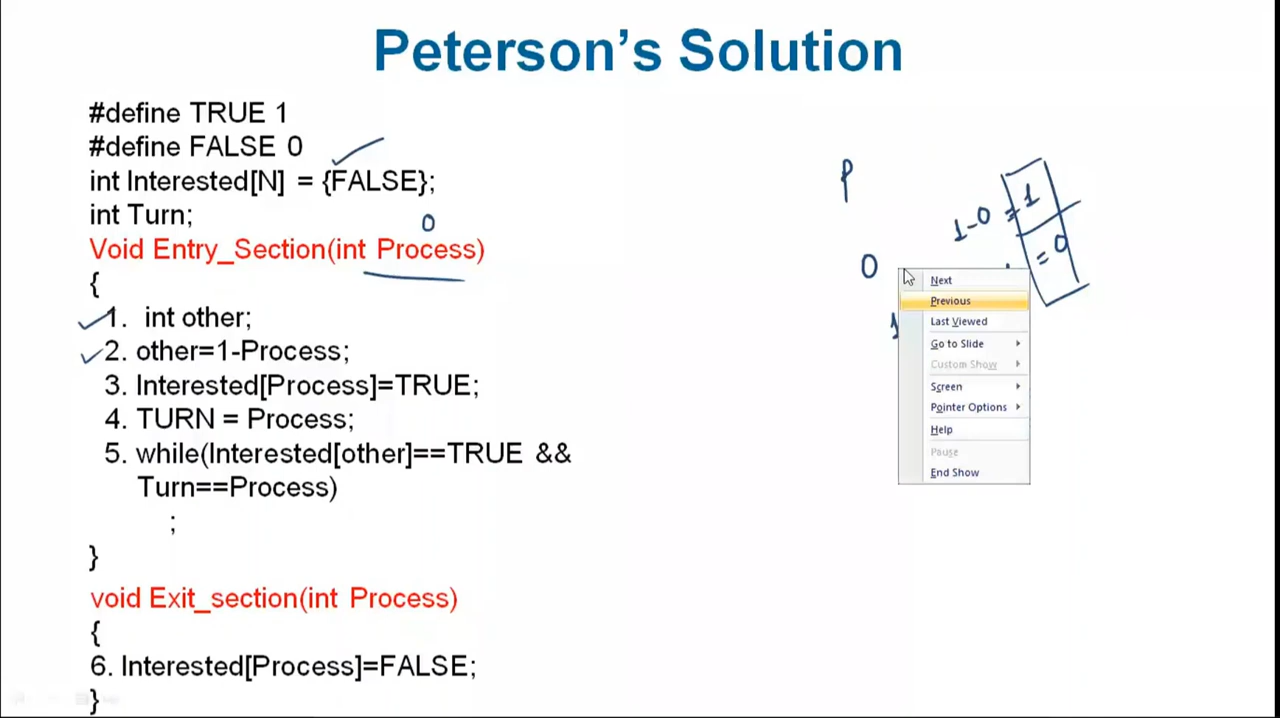 Peterson's Solution
#define TRUE 1
#define FALSE 0
int Interested[N] = {FALSE};
int Turn;
0
Void Entry_Section(int Process)
{
1. int other;
2. other=1-Process;
3. Interested[Process]=TRUE;
4. TURN = Process;
5. while(Interested[other]==TRUE &&
Turn==Process)
;
}
void Exit_section(int Process)
{
6. Interested[Process]=FALSE;
}
P
1-0 = 1
0
= 0
1
Next
Previous
Last Viewed
Go to Slide
Custom Show
Screen
Pointer Options
Help
Pause
End Show